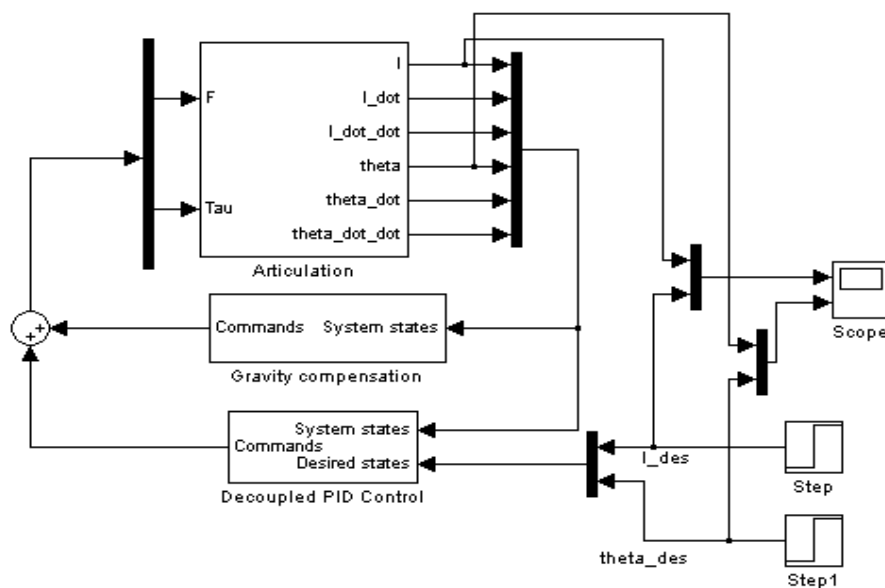 l
F
l_dot
l_dot_dot
theta
Tau
theta_dot
theta_dot_dot
Articulation
Commands System states
Gravity compensation
Scope
System states
Commands
Desired states
Decoupled PID Control
l_des
Step
theta_des
Step1